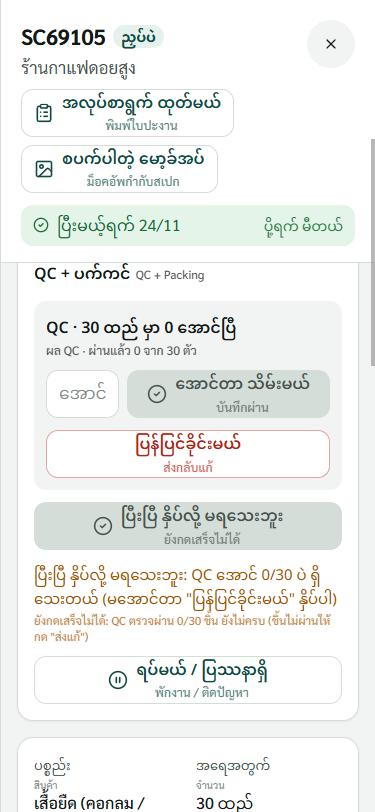 SC69105 ညှပ်ပဲ
ร้านกาแฟดอยสูง
အလုပ်စာရွက် ထုတ်မယ်
พิมพ์ใบปะงาน
စပက်ပါတဲ့ မော့ခ်အပ်
ม็อคอัพกำกับสเปก
ပြီးမယ့်ရက် 24/11 ပို့ရက် မီတယ်
QC + ပက်ကင် QC + Packing
QC · 30 ထည် မှာ 0 အောင်ပြီ
ผล QC · ผ่านแล้ว 0 จาก 30 ตัว
အောင် အောင်တာ သိမ်းမယ်
บันทึกผ่าน
ပြန်ပြင်ခိုင်းမယ်
ส่งกลับแก้
ပြီးပြီ နှိပ်လို့ မရသေးဘူး
ยังกดเสร็จไม่ได้
ပြီးပြီ နှိပ်လို့ မရသေးဘူး: QC အောင် 0/30 ပဲ ရှိ
သေးတယ် (မအောင်တာ "ပြန်ပြင်ခိုင်းမယ်" နှိပ်ပါ)
ยังกดเสร็จไม่ได้: QC ตรวจผ่าน 0/30 ชิ้น ยังไม่ครบ (ชิ้นไม่ผ่านให้
กด "ส่งแก้")
ရပ်မယ် / ပြဿနာရှိ
พักงาน / ติดปัญหา
ပစ္စည်း အရေအတွက်
สินค้า จำนวน
เสื้อยืด (คอกลม / 30 ထည်